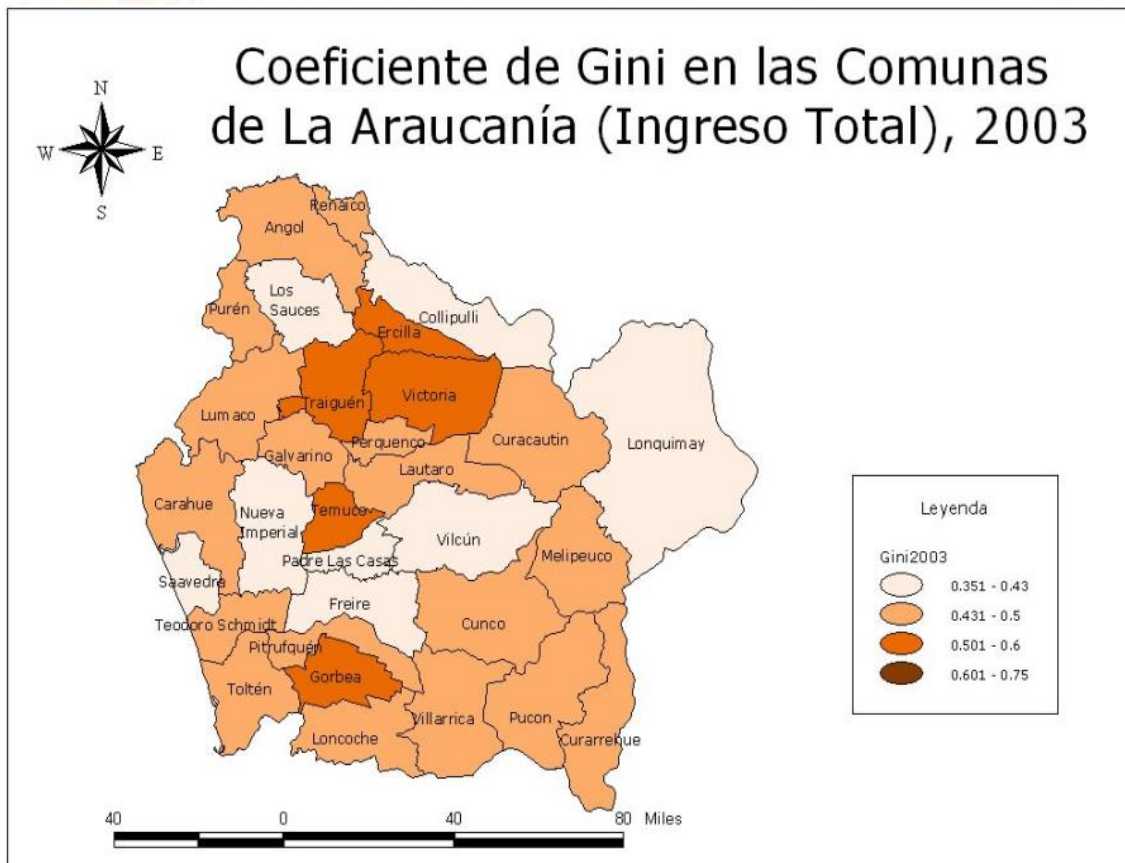 Coeficiente de Gini en las Comunas
de La Araucanía (Ingreso Total), 2003
N
W
E
S
Renaico
Angol
Los
Sauces
Purén
Collipulli
Ercilla
Traiguén
Victoria
Lumaco
Perquenco
Curacautin
Lonquimay
Galvarino
Lautaro
Carahue
Nueva
Imperial
Temuco
Vilcún
Melipeuco
Padre Las Casas
Saavedra
Freire
Teodoro Schmidt
Cunco
Pitrufquén
Gorbea
Toltén
Villarrica
Pucon
Loncoche
Curarrehue
Leyenda
Gini2003
0.351 - 0.43
0.431 - 0.5
0.501 - 0.6
0.601 - 0.75
40 0 40 80 Miles